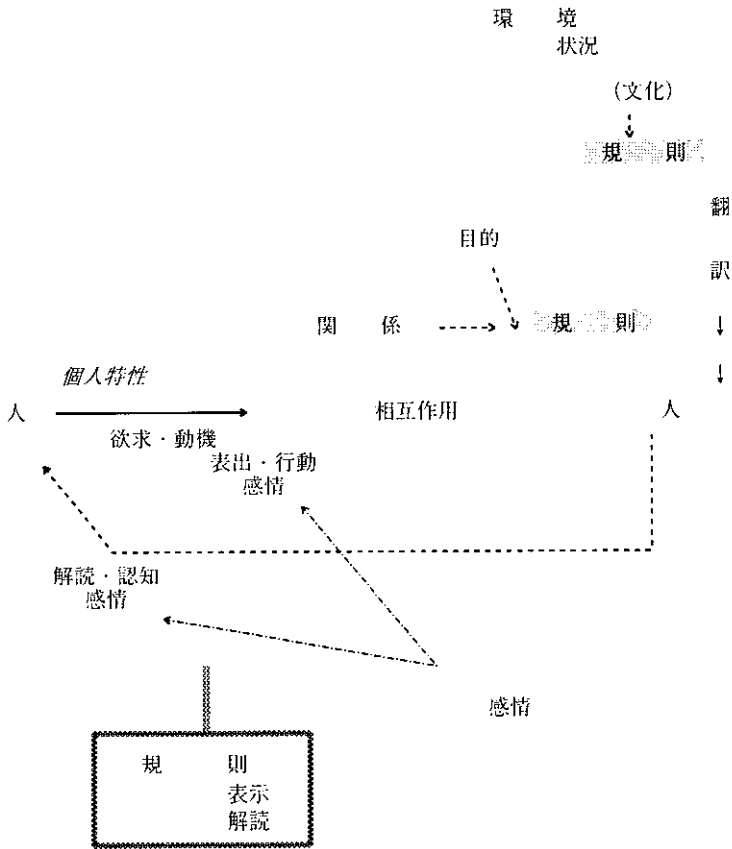 環 境
状況
(文化)
規 則
翻
訳
目的
関 係
規 則
個人特性
人
相互作用
人
欲求・動機
表出・行動
感情
解読・認知
感情
感情
規 則
表示
解読